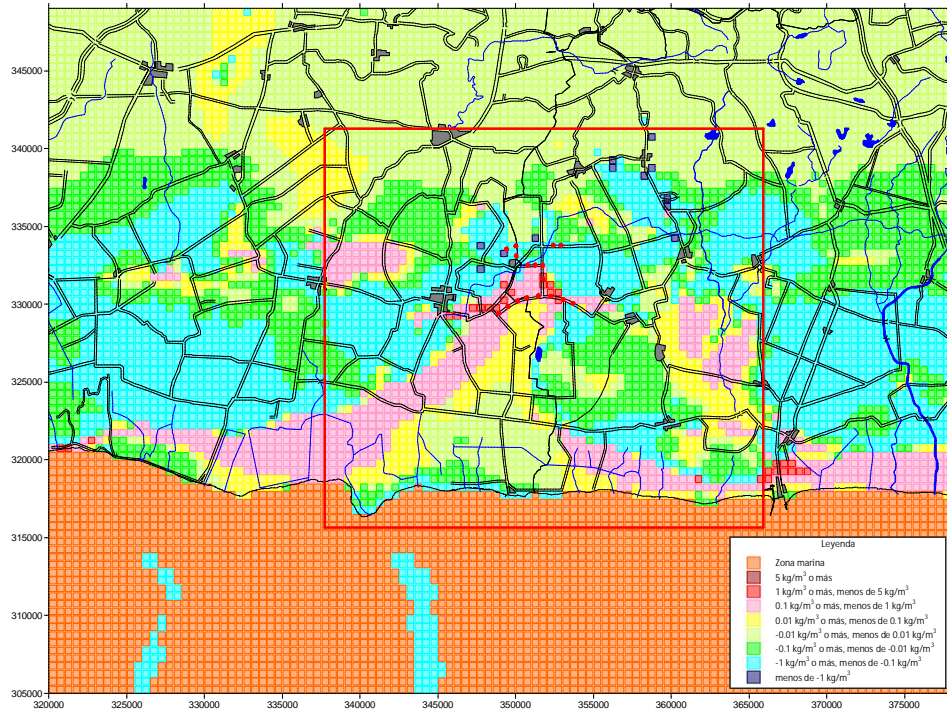 345000
340000
335000
330000
325000
320000
315000
310000
305000
320000 325000 330000 335000 340000 345000 350000 355000 360000 365000 370000 375000
Leyenda
Zona marina
5 kg/m³ o más
1 kg/m³ o más, menos de 5 kg/m³
0.1 kg/m³ o más, menos de 1 kg/m³
0.01 kg/m³ o más, menos de 0.1 kg/m³
-0.01 kg/m³ o más, menos de 0.01 kg/m³
-0.1 kg/m³ o más, menos de -0.01 kg/m³
-1 kg/m³ o más, menos de -0.1 kg/m³
menos de -1 kg/m³